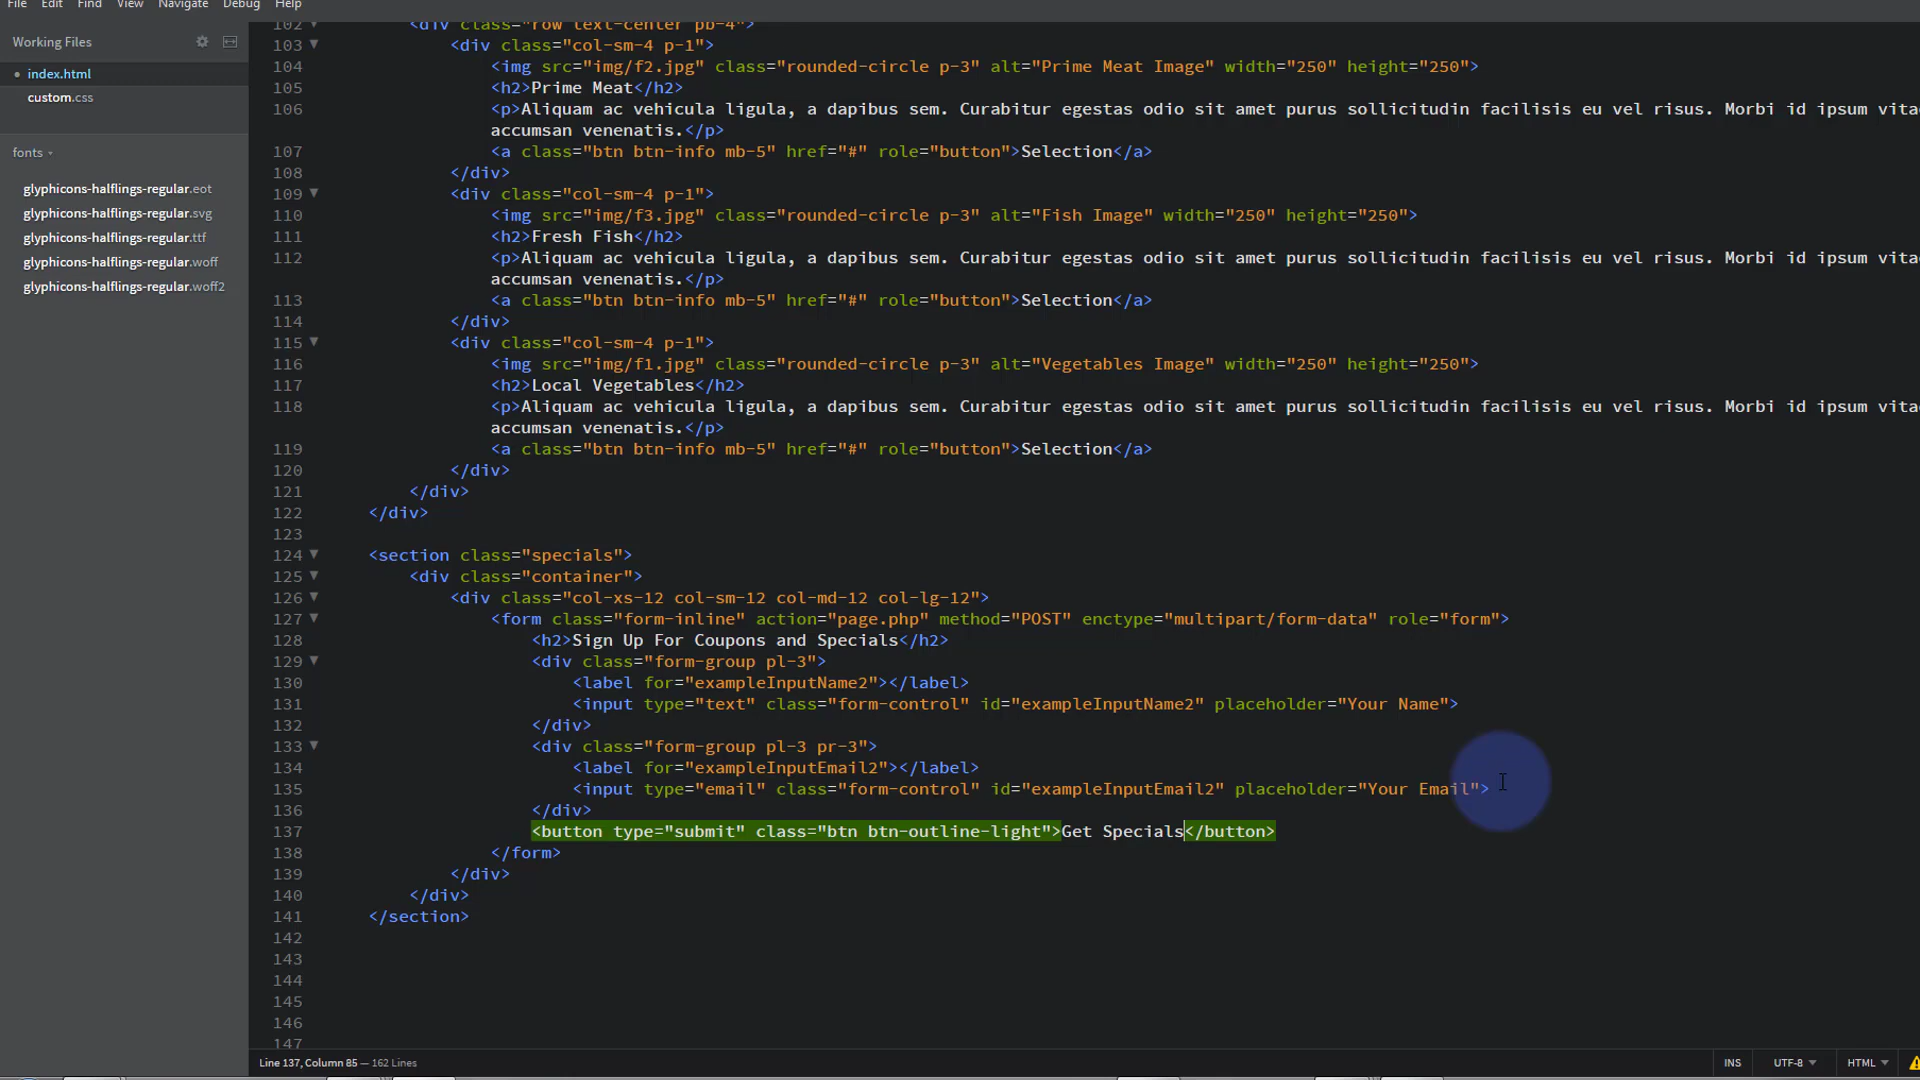 File Edit Find View Navigate Debug Help
Working Files
• index.html
custom.css
fonts
glyphicons-halflings-regular.eot
glyphicons-halflings-regular.svg
glyphicons-halflings-regular.ttf
glyphicons-halflings-regular.woff
glyphicons-halflings-regular.woff2
102 <div class="row text-center pb-4">
103 <div class="col-sm-4 p-1">
104 <img src="img/f2.jpg" class="rounded-circle p-3" alt="Prime Meat Image" width="250" height="250">
105 <h2>Prime Meat</h2>
106 <p>Aliquam ac vehicula ligula, a dapibus sem. Curabitur egestas odio sit amet purus sollicitudin facilisis eu vel risus. Morbi id ipsum vita
accumsan venenatis.</p>
107 <a class="btn btn-info mb-5" href="#" role="button">Selection</a>
108 </div>
109 <div class="col-sm-4 p-1">
110 <img src="img/f3.jpg" class="rounded-circle p-3" alt="Fish Image" width="250" height="250">
111 <h2>Fresh Fish</h2>
112 <p>Aliquam ac vehicula ligula, a dapibus sem. Curabitur egestas odio sit amet purus sollicitudin facilisis eu vel risus. Morbi id ipsum vita
accumsan venenatis.</p>
113 <a class="btn btn-info mb-5" href="#" role="button">Selection</a>
114 </div>
115 <div class="col-sm-4 p-1">
116 <img src="img/f1.jpg" class="rounded-circle p-3" alt="Vegetables Image" width="250" height="250">
117 <h2>Local Vegetables</h2>
118 <p>Aliquam ac vehicula ligula, a dapibus sem. Curabitur egestas odio sit amet purus sollicitudin facilisis eu vel risus. Morbi id ipsum vita
accumsan venenatis.</p>
119 <a class="btn btn-info mb-5" href="#" role="button">Selection</a>
120 </div>
121 </div>
122 </div>
123
124 <section class="specials">
125 <div class="container">
126 <div class="col-xs-12 col-sm-12 col-md-12 col-lg-12">
127 <form class="form-inline" action="page.php" method="POST" enctype="multipart/form-data" role="form">
128 <h2>Sign Up For Coupons and Specials</h2>
129 <div class="form-group pl-3">
130 <label for="exampleInputName2"></label>
131 <input type="text" class="form-control" id="exampleInputName2" placeholder="Your Name">
132 </div>
133 <div class="form-group pl-3 pr-3">
134 <label for="exampleInputEmail2"></label>
135 <input type="email" class="form-control" id="exampleInputEmail2" placeholder="Your Email">
136 </div>
137 <button type="submit" class="btn btn-outline-light">Get Specials</button>
138 </form>
139 </div>
140 </div>
141 </section>
142
143
144
145
146
147
Line 137, Column 85 — 162 Lines
INS UTF-8 HTML